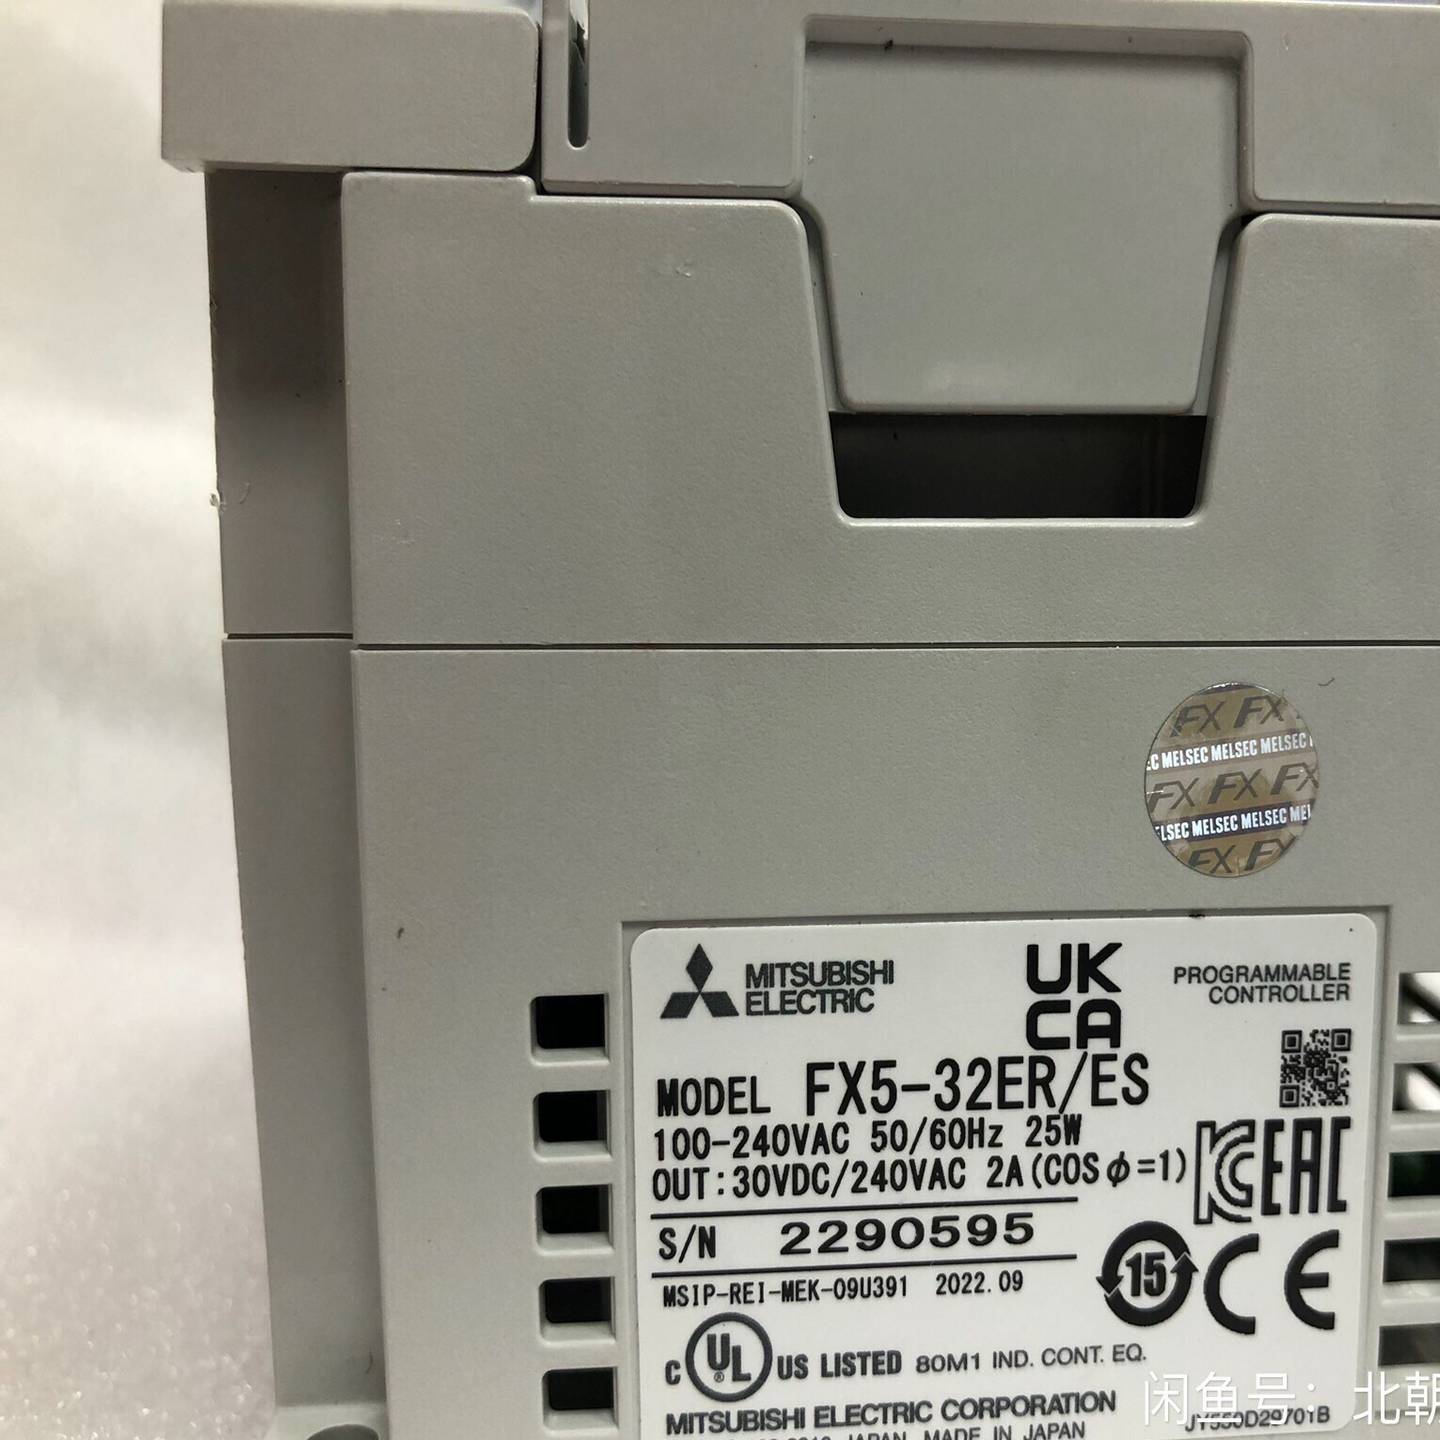 FX FX
MELSEC MELSEC
FX FX FX
MELSEC MELSEC
FX FX
MITSUBISHI
ELECTRIC
UK
CA
PROGRAMMABLE
CONTROLLER
MODEL FX5-32ER/ES
100-240VAC 50/60Hz 25W
OUT:30VDC/240VAC 2A(COSφ=1)
EAC
S/N 2290595
MSIP-REI-MEK-09U391 2022.09
15
CE
C UL ® US LISTED 80M1 IND. CONT. EQ.
MITSUBISHI ELECTRIC CORPORATION
JY550D29701B
JAPAN MADE IN JAPAN
闲鱼号：北朝